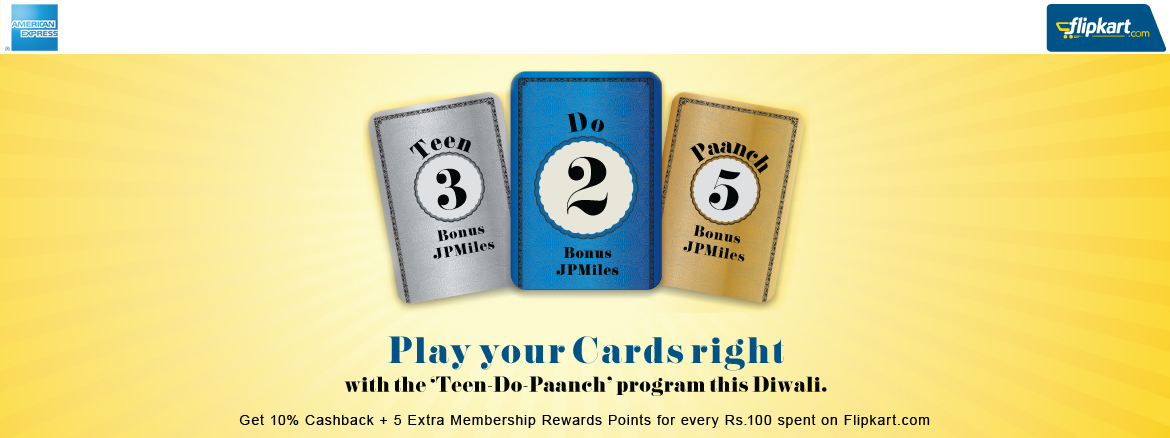 AMERICAN
EXPRESS
®
flipkart.com
Teen
3
Bonus
JPMiles
Do
2
Bonus
JPMiles
Paanch
5
Bonus
JPMiles
Play your Cards right
with the ‘Teen-Do-Paanch’ program this Diwali.
Get 10% Cashback + 5 Extra Membership Rewards Points for every Rs.100 spent on Flipkart.com